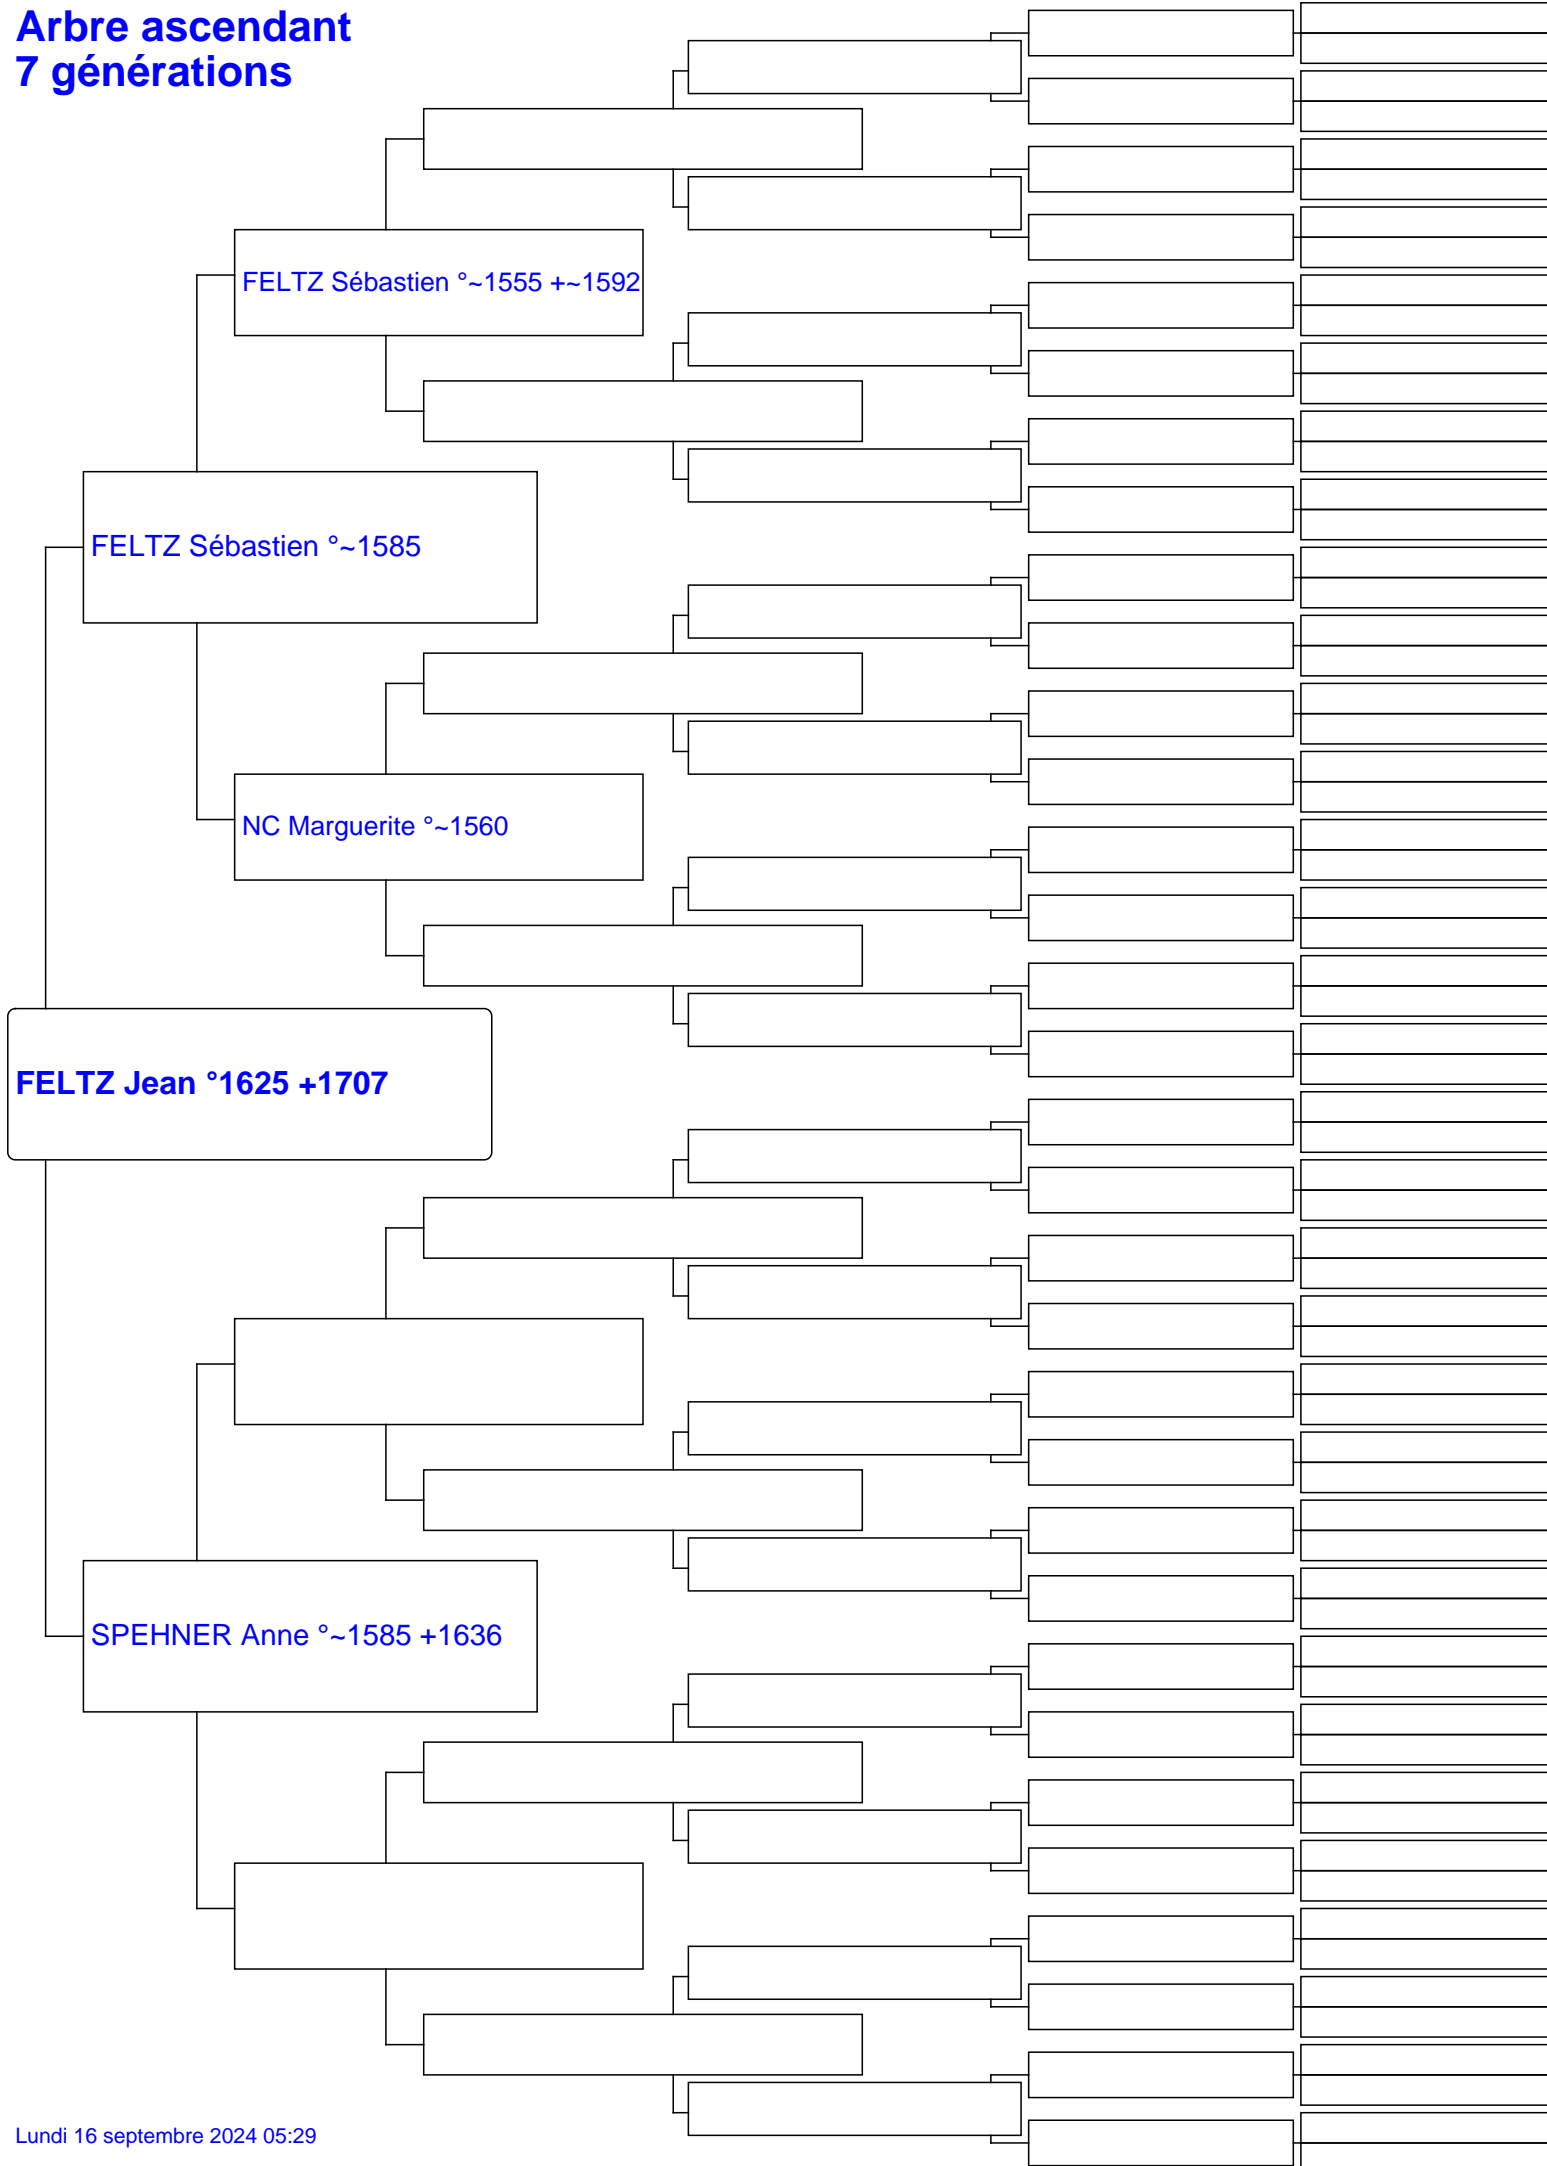 Arbre ascendant
7 générations
FELTZ Sébastien °~1555 +~1592
FELTZ Sébastien °~1585
NC Marguerite °~1560
FELTZ Jean °1625 +1707
SPEHNER Anne °~1585 +1636
Lundi 16 septembre 2024 05:29